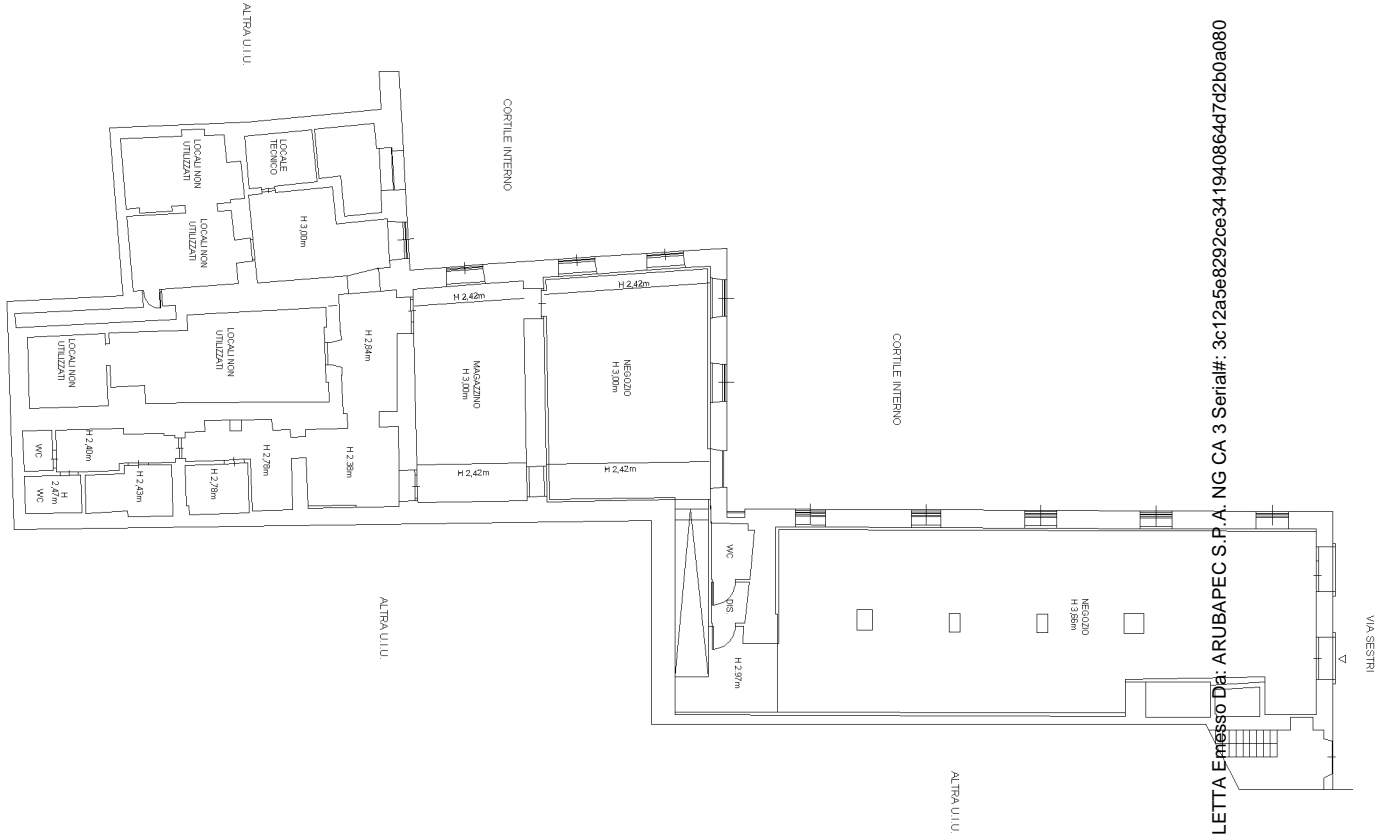 ALTRA U.I.U.
CORTILE INTERNO
LOCALI NON
UTILIZZATI
LOCALE
TECNICO
LOCALI NON
UTILIZZATI
H 3,00m
H 2,42m
H 2,42m
CORTILE INTERNO
LOCALI NON
UTILIZZATI
LOCALI NON
UTILIZZATI
H 2,84m
MAGAZZINO
H 3,00m
NEGOZIO
H 3,00m
WC
H 2,40m
H 2,78m
H 2,38m
H 2,42m
H 2,42m
WC
H
2,47m
H 2,43m
H 2,78m
WC
DIS.
H 2,97m
NEGOZIO
H 3,66m
VIA SESTRI
ALTRA U.I.U.
ALTRA U.I.U.
LETTA Emesso Da: ARUBAPEC S.P.A. NG CA 3 Serial#: 3c12a5e8292ce341940864d7d2b0a080